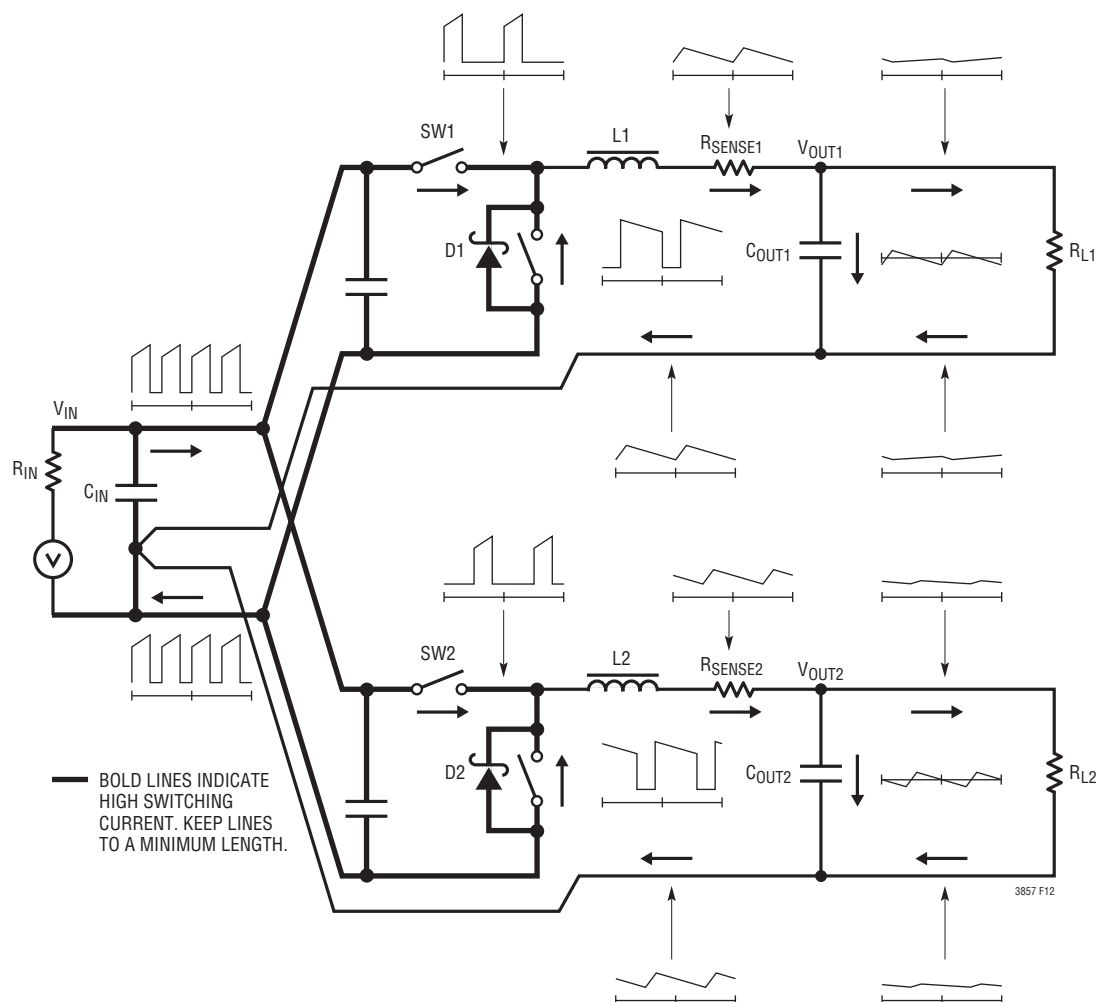 SW1
L1
RSENSE1
VOUT1
D1
COUT1
RL1
VIN
RIN
CIN
V
SW2
L2
RSENSE2
VOUT2
D2
COUT2
RL2
BOLD LINES INDICATE
HIGH SWITCHING
CURRENT. KEEP LINES
TO A MINIMUM LENGTH.
3857 F12